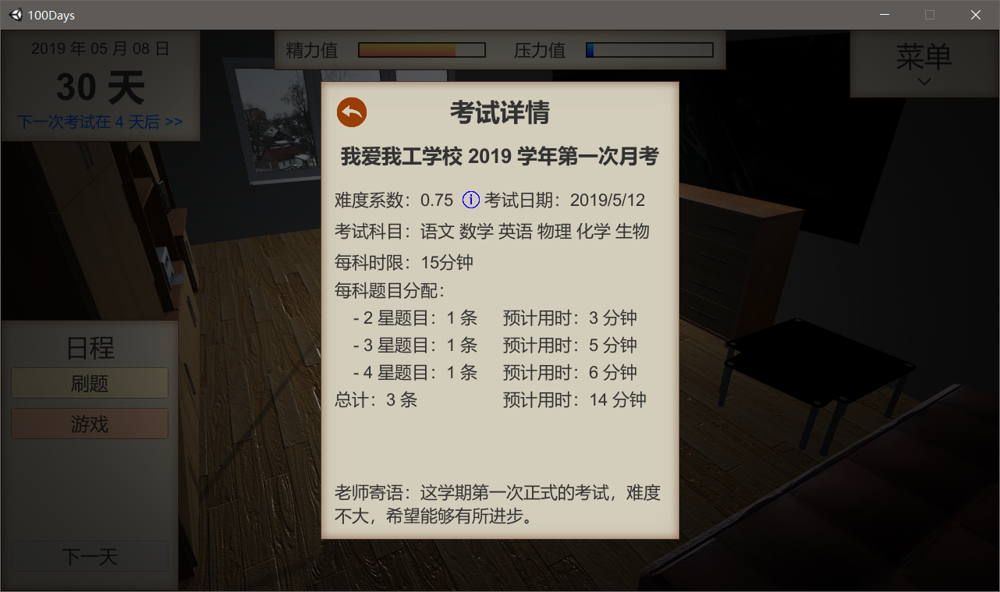 100Days
2019 年 05 月 08 日
30 天
下一次考试在 4 天后 >>
精力值
压力值
菜单
考试详情
我爱我工学校 2019 学年第一次月考
难度系数：0.75 考试日期：2019/5/12
考试科目：语文 数学 英语 物理 化学 生物
每科时限：15分钟
每科题目分配：
- 2 星题目：1 条 预计用时：3 分钟
- 3 星题目：1 条 预计用时：5 分钟
- 4 星题目：1 条 预计用时：6 分钟
总计：3 条 预计用时：14 分钟
老师寄语：这学期第一次正式的考试，难度
不大，希望能够有所进步。
日程
刷题
游戏
下一天